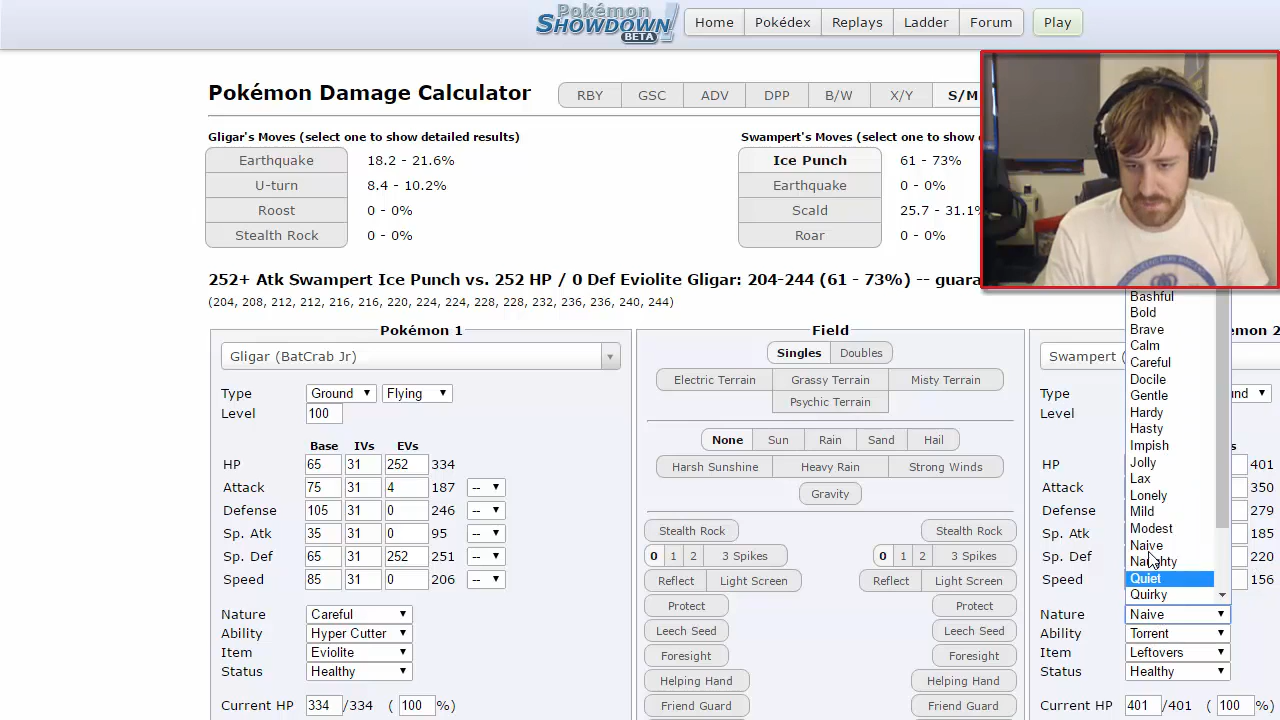 Pokémon
SHOWDOWN!
BETA
Home Pokédex Replays Ladder Forum Play
Pokémon Damage Calculator RBY GSC ADV DPP B/W X/Y S/M
Gligar's Moves (select one to show detailed results) Swampert's Moves (select one to show
Earthquake 18.2 - 21.6% Ice Punch 61 - 73%
U-turn 8.4 - 10.2% Earthquake 0 - 0%
Roost 0 - 0% Scald 25.7 - 31.1%
Stealth Rock 0 - 0% Roar 0 - 0%
252+ Atk Swampert Ice Punch vs. 252 HP / 0 Def Eviolite Gligar: 204-244 (61 - 73%) -- guara
(204, 208, 212, 212, 216, 216, 220, 224, 224, 228, 228, 232, 236, 236, 240, 244)
Pokémon 1
Gligar (BatCrab Jr)
Type Ground Flying
Level 100
Base IVs EVs
HP 65 31 252 334
Attack 75 31 4 187 --
Defense 105 31 0 246 --
Sp. Atk 35 31 0 95 --
Sp. Def 65 31 252 251 --
Speed 85 31 0 206 --
Nature Careful
Ability Hyper Cutter
Item Eviolite
Status Healthy
Current HP 334 /334 ( 100 %)
Field
Singles Doubles
Electric Terrain Grassy Terrain Misty Terrain
Psychic Terrain
None Sun Rain Sand Hail
Harsh Sunshine Heavy Rain Strong Winds
Gravity
Stealth Rock Stealth Rock
0 1 2 3 Spikes 0 1 2 3 Spikes
Reflect Light Screen Reflect Light Screen
Protect Protect
Leech Seed Leech Seed
Foresight Foresight
Helping Hand Helping Hand
Friend Guard Friend Guard
mon 2
Swampert (
Type nd
Level
HP 401
Attack 350
Defense 279
Sp. Atk 185
Sp. Def 220
Speed 156
Bashful
Bold
Brave
Calm
Careful
Docile
Gentle
Hardy
Hasty
Impish
Jolly
Lax
Lonely
Mild
Modest
Naive
Naughty
Quiet
Quirky
Nature Naive
Ability Torrent
Item Leftovers
Status Healthy
Current HP 401 /401 ( 100 %)